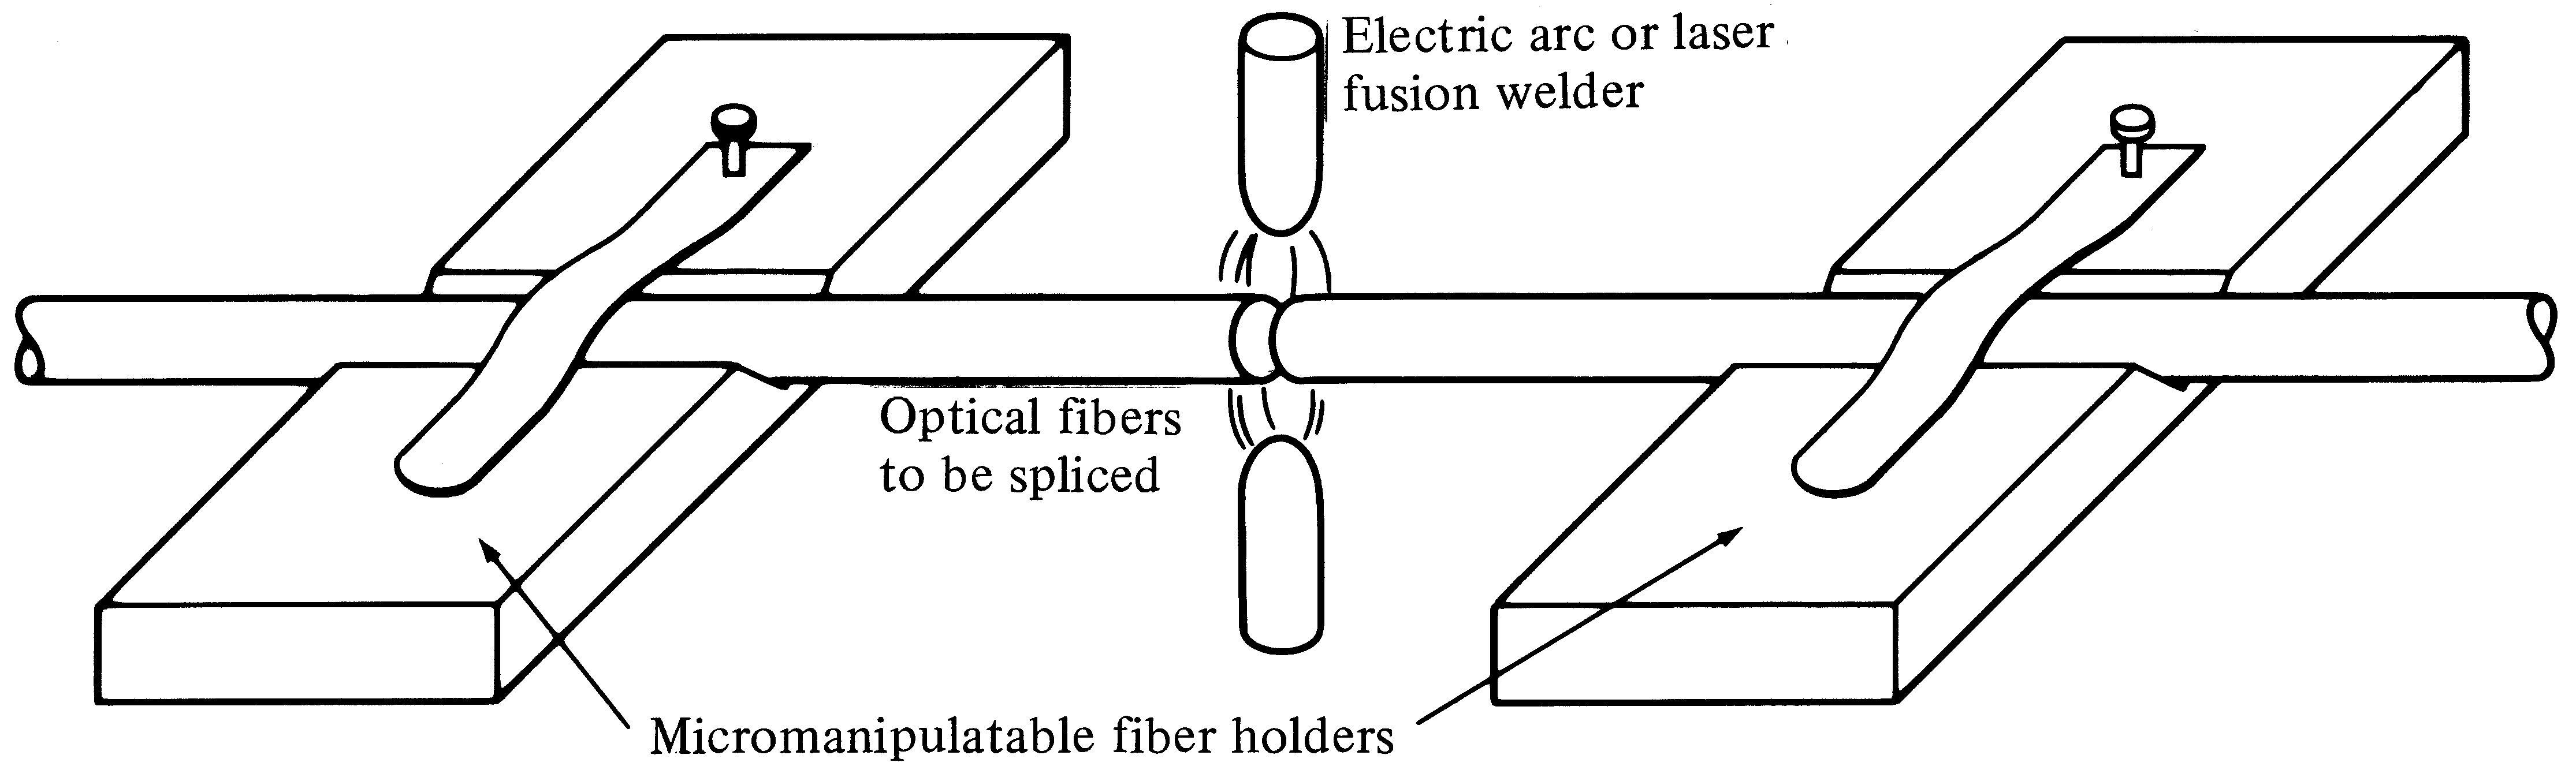 Electric arc or laser
fusion welder
Optical fibers
to be spliced
Micromanipulatable fiber holders